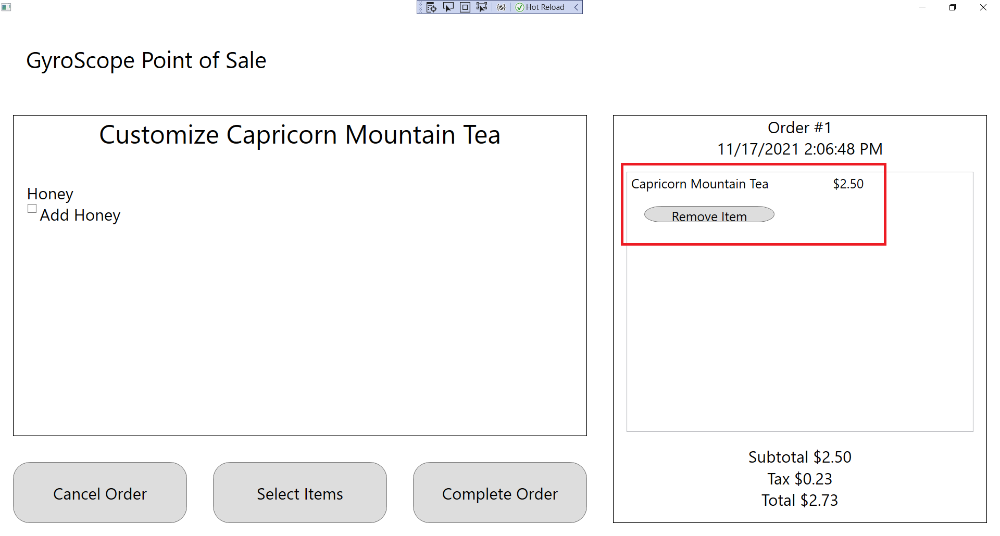 Hot Reload
GyroScope Point of Sale
Customize Capricorn Mountain Tea
Honey
Add Honey
Order #1
11/17/2021 2:06:48 PM
Capricorn Mountain Tea $2.50
Remove Item
Subtotal $2.50
Tax $0.23
Total $2.73
Cancel Order
Select Items
Complete Order